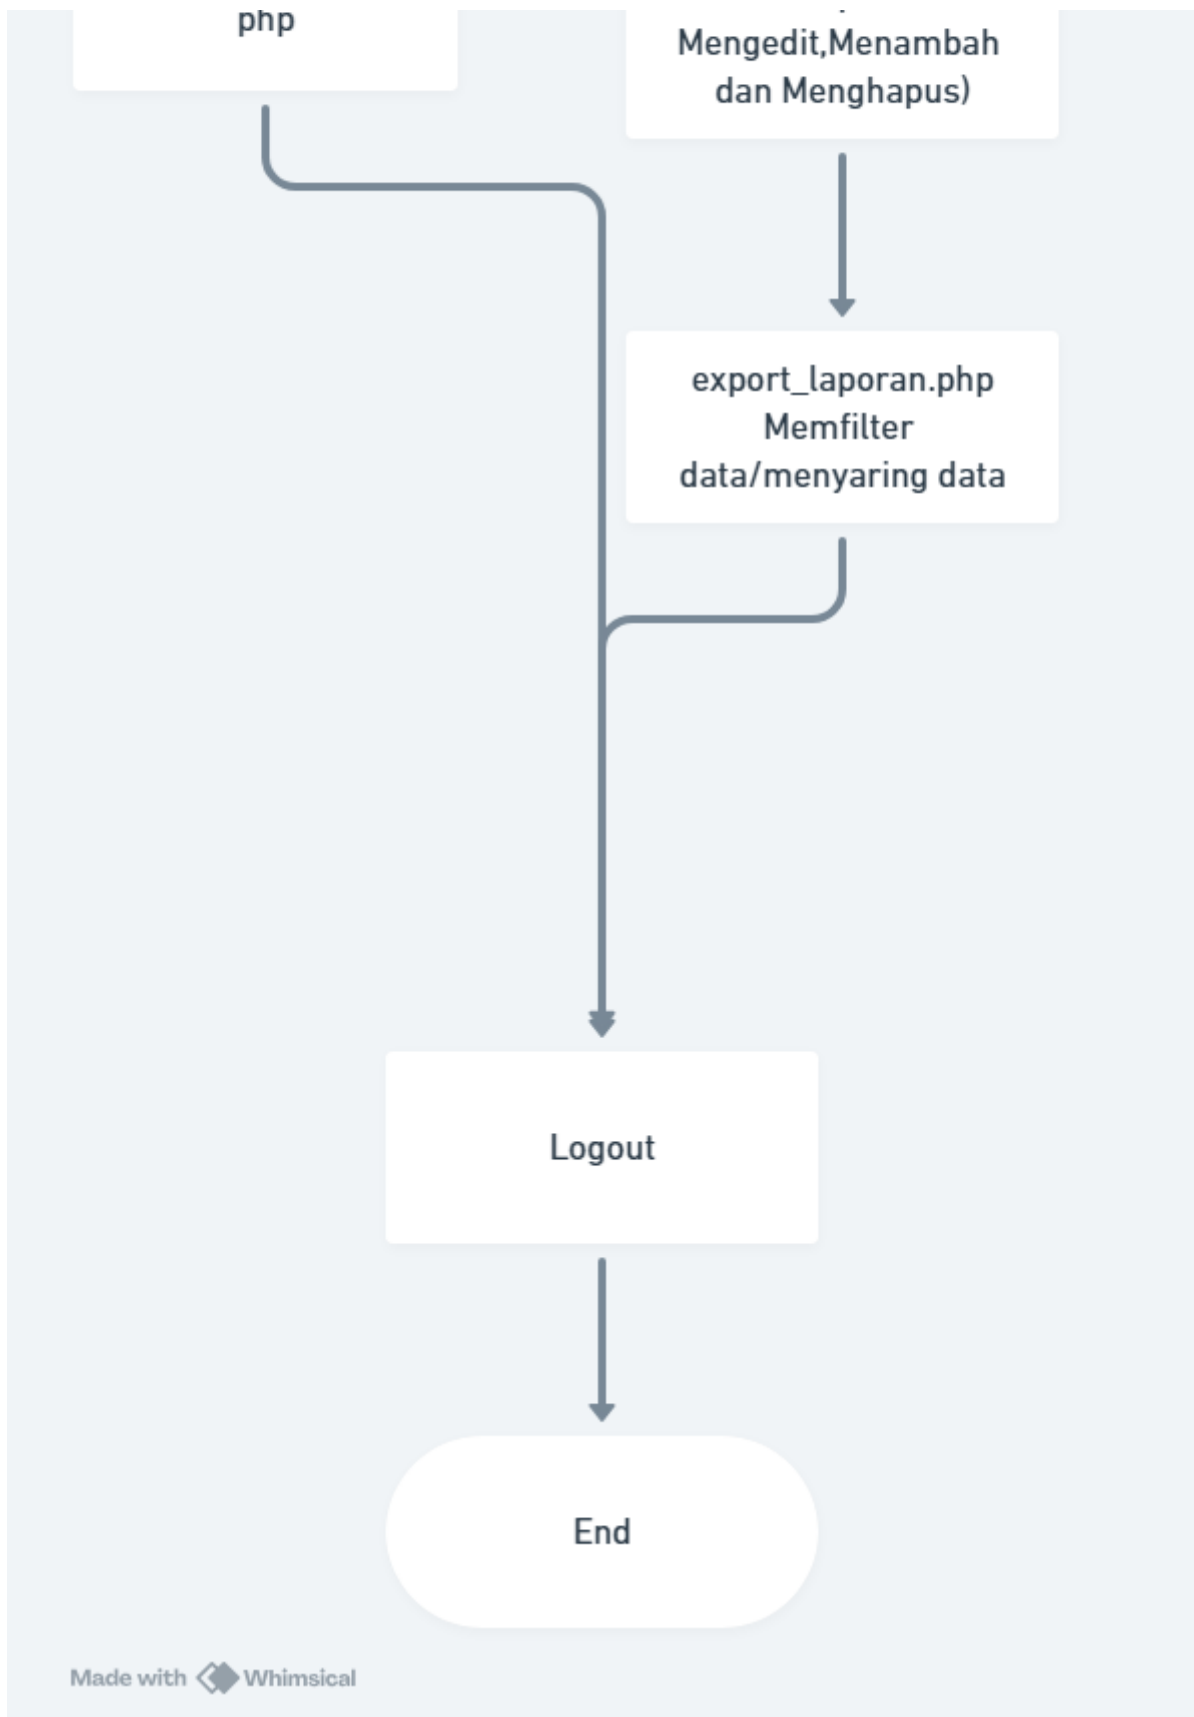 php
Mengedit,Menambah
dan Menghapus)
export_laporan.php
Memfilter
data/menyaring data
Logout
End
Made with Whimsical